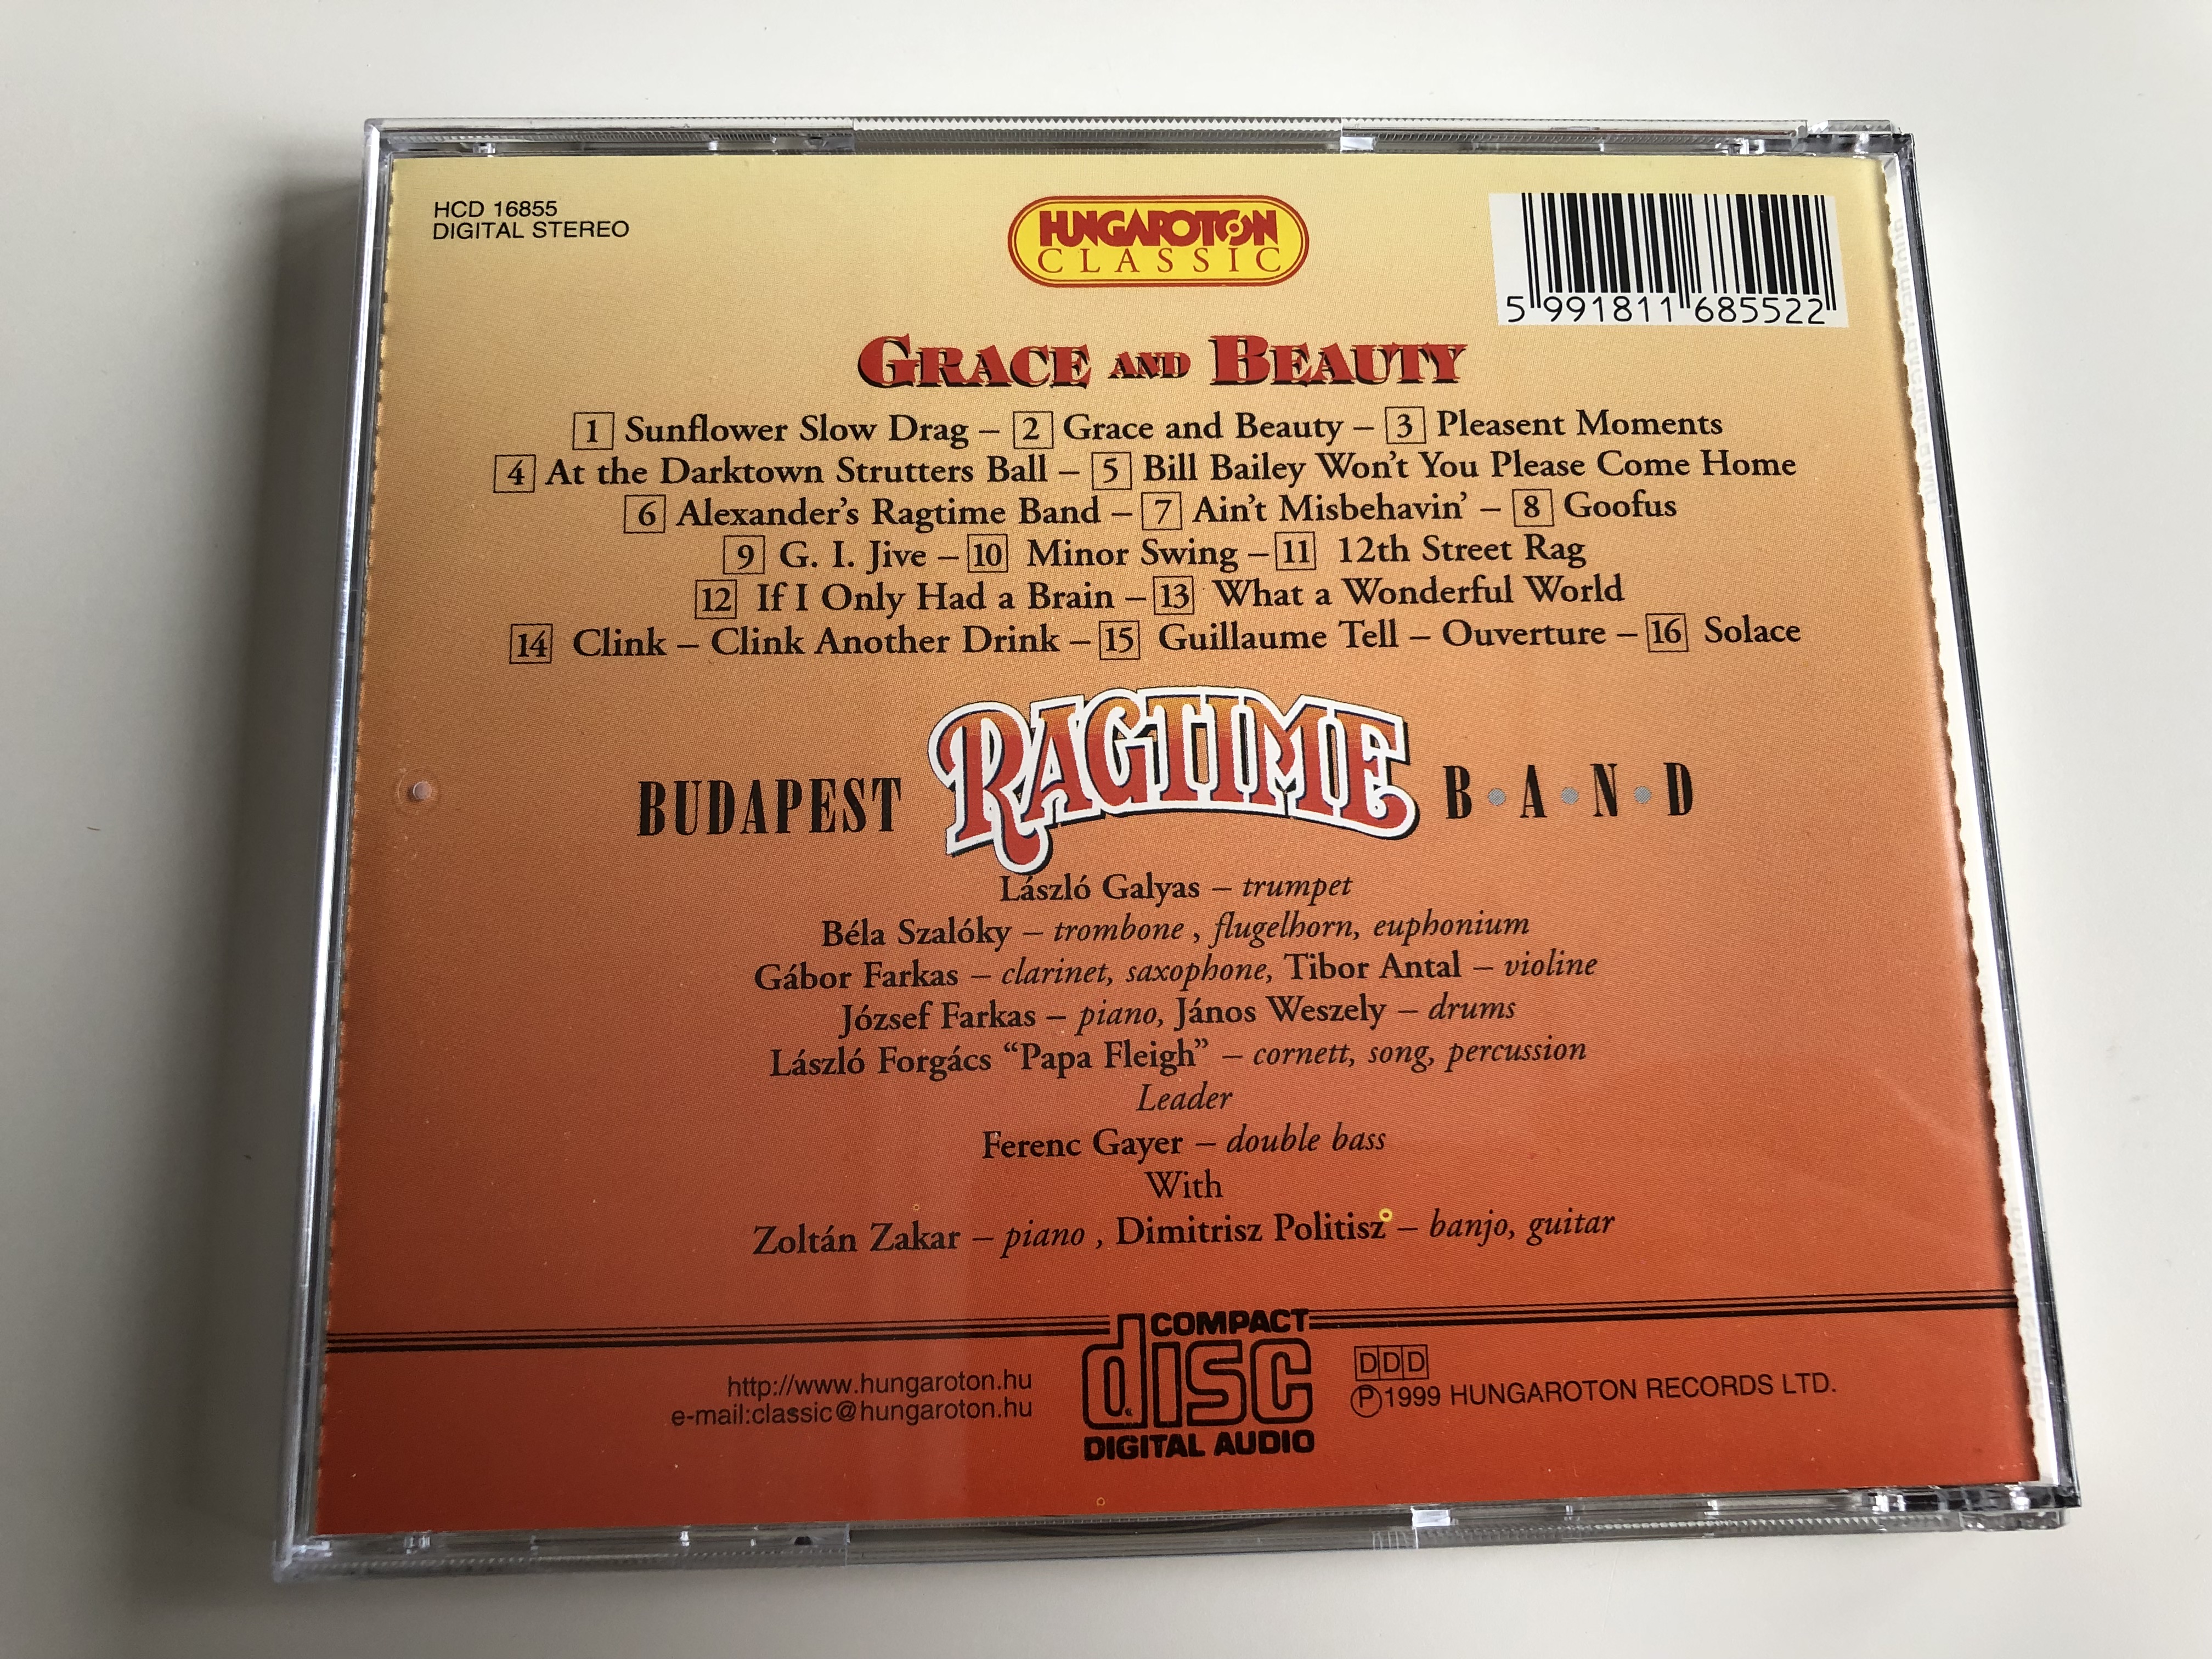 HCD 16855
DIGITAL STEREO
HUNGAROTON
CLASSIC
5 991811 685522
GRACE AND BEAUTY
1 Sunflower Slow Drag – 2 Grace and Beauty – 3 Pleasent Moments
4 At the Darktown Strutters Ball – 5 Bill Bailey Won't You Please Come Home
6 Alexander's Ragtime Band – 7 Ain't Misbehavin' – 8 Goofus
9 G. I. Jive – 10 Minor Swing – 11 12th Street Rag
12 If I Only Had a Brain – 13 What a Wonderful World
14 Clink – Clink Another Drink – 15 Guillaume Tell – Ouverture – 16 Solace
BUDAPEST RAGTIME B•A•N•D
László Galyas – trumpet
Béla Szalóky – trombone , flugelhorn, euphonium
Gábor Farkas – clarinet, saxophone, Tibor Antal – violine
József Farkas – piano, János Weszely – drums
László Forgács “Papa Fleigh” – cornett, song, percussion
Leader
Ferenc Gayer – double bass
With
Zoltán Zakar – piano , Dimitrisz Politisz – banjo, guitar
http://www.hungaroton.hu
e-mail:classic@hungaroton.hu
COMPACT
disc
DIGITAL AUDIO
DDD
Ⓟ1999 HUNGAROTON RECORDS LTD.